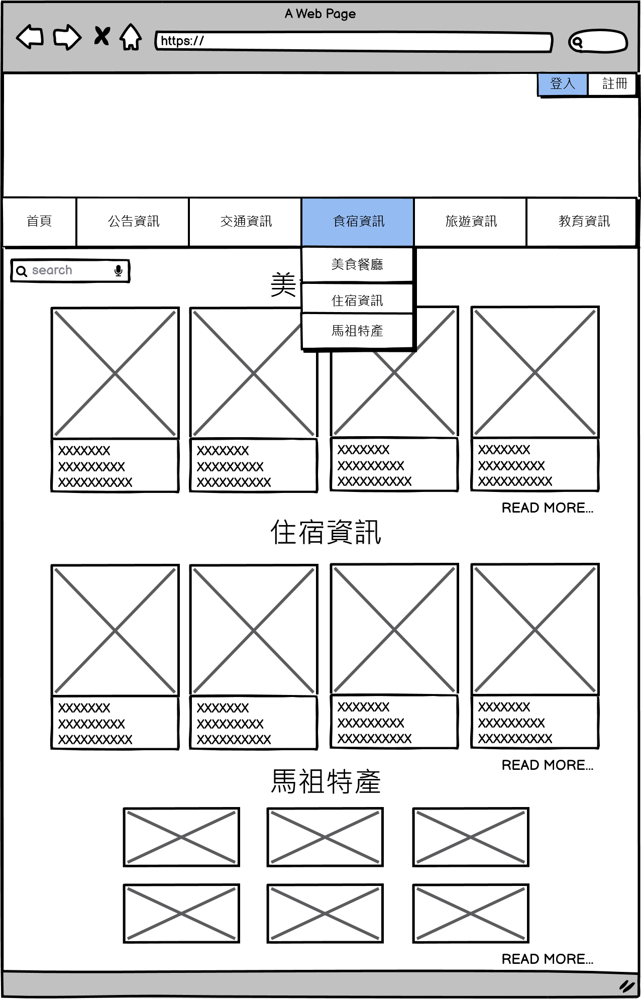 A Web Page
https://
登入 註冊
首頁 公告資訊 交通資訊 食宿資訊 旅遊資訊 教育資訊
美食餐廳
住宿資訊
馬祖特產
search
美
XXXXXXX
XXXXXXXXX
XXXXXXXXXX
XXXXXXX
XXXXXXXXX
XXXXXXXXXX
XXXXXXX
XXXXXXXXX
XXXXXXXXXX
XXXXXXX
XXXXXXXXX
XXXXXXXXXX
READ MORE...
住宿資訊
XXXXXXX
XXXXXXXXX
XXXXXXXXXX
XXXXXXX
XXXXXXXXX
XXXXXXXXXX
XXXXXXX
XXXXXXXXX
XXXXXXXXXX
XXXXXXX
XXXXXXXXX
XXXXXXXXXX
READ MORE...
馬祖特產
READ MORE...